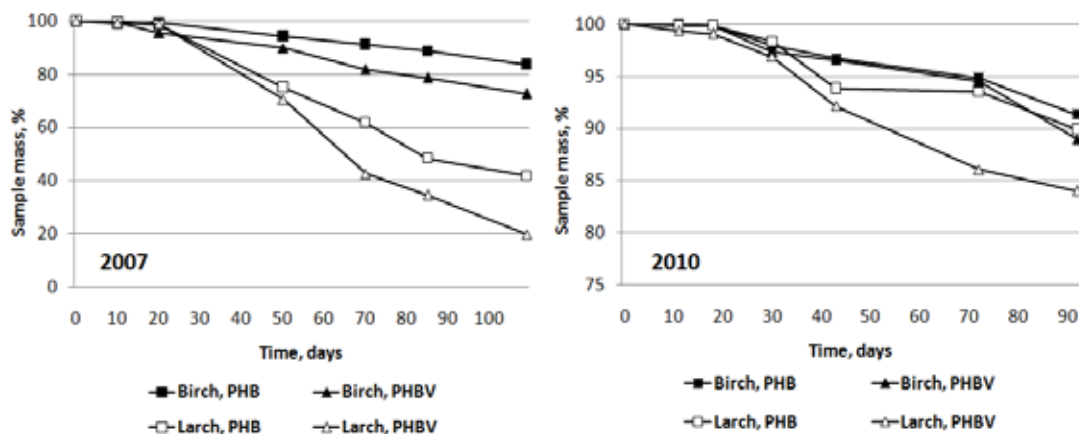 100
80
60
40
20
0
Sample mass, %
2007
0 10 20 30 40 50 60 70 80 90 100
Time, days
Birch, PHB Birch, PHBV
Larch, PHB Larch, PHBV
100
95
90
85
80
75
Sample mass, %
2010
0 10 20 30 40 50 60 70 80 90
Time, days
Birch, PHB Birch, PHBV
Larch, PHB Larch, PHBV